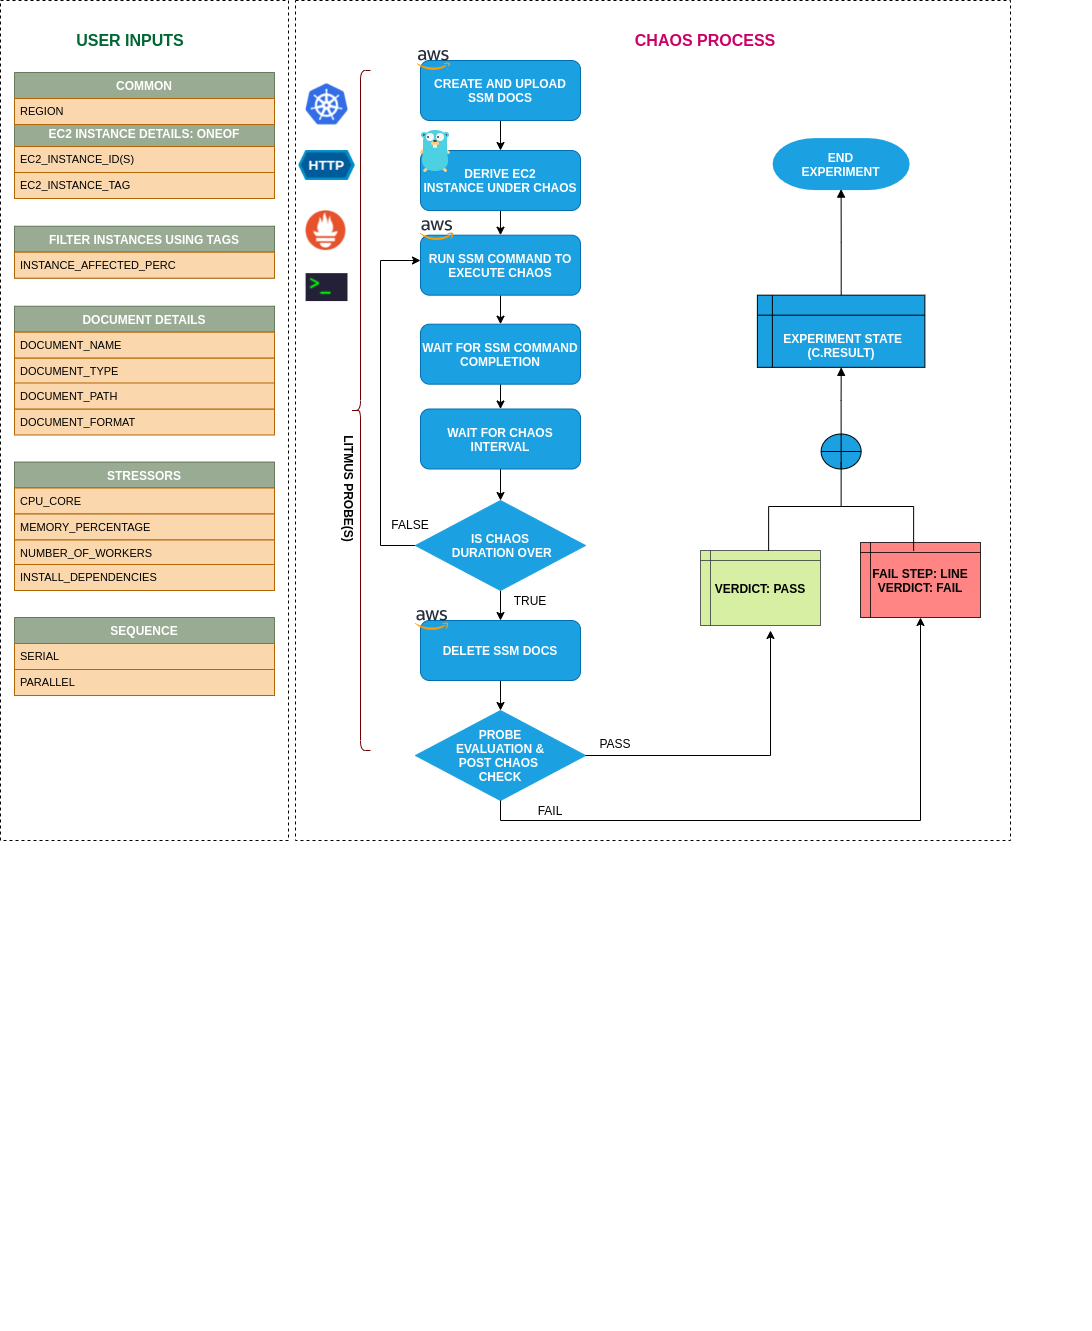 USER INPUTS
COMMON
REGION
EC2 INSTANCE DETAILS: ONEOF
EC2_INSTANCE_ID(S)
EC2_INSTANCE_TAG
FILTER INSTANCES USING TAGS
INSTANCE_AFFECTED_PERC
DOCUMENT DETAILS
DOCUMENT_NAME
DOCUMENT_TYPE
DOCUMENT_PATH
DOCUMENT_FORMAT
STRESSORS
CPU_CORE
MEMORY_PERCENTAGE
NUMBER_OF_WORKERS
INSTALL_DEPENDENCIES
SEQUENCE
SERIAL
PARALLEL
CHAOS PROCESS
HTTP
>_
LITMUS PROBE(S)
aws
CREATE AND UPLOAD
SSM DOCS
DERIVE EC2
INSTANCE UNDER CHAOS
aws
RUN SSM COMMAND TO
EXECUTE CHAOS
WAIT FOR SSM COMMAND
COMPLETION
WAIT FOR CHAOS
INTERVAL
FALSE
IS CHAOS
DURATION OVER
TRUE
aws
DELETE SSM DOCS
PROBE
EVALUATION &
POST CHAOS
CHECK
PASS
FAIL
VERDICT: PASS
FAIL STEP: LINE
VERDICT: FAIL
EXPERIMENT STATE
(C.RESULT)
END
EXPERIMENT